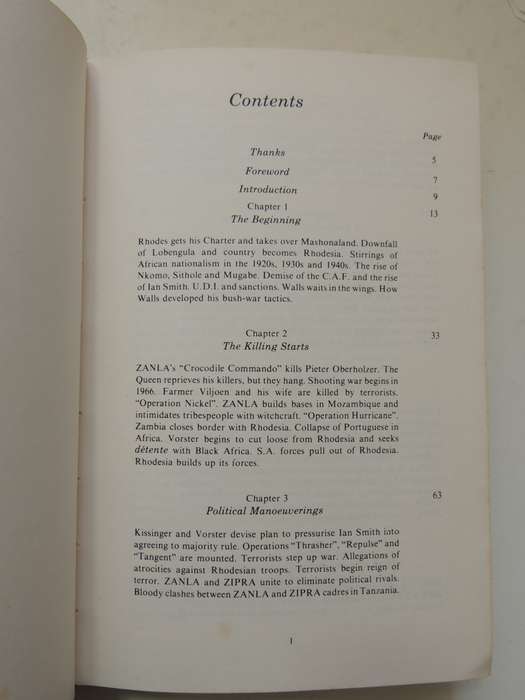 Contents
Page
Thanks 5
Foreword 7
Introduction 9
Chapter 1 13
The Beginning
Rhodes gets his Charter and takes over Mashonaland. Downfall
of Lobengula and country becomes Rhodesia. Stirrings of
African nationalism in the 1920s, 1930s and 1940s. The rise of
Nkomo, Sithole and Mugabe. Demise of the C.A.F. and the rise
of Ian Smith. U.D.I. and sanctions. Walls waits in the wings. How
Walls developed his bush-war tactics.
Chapter 2 33
The Killing Starts
ZANLA's "Crocodile Commando" kills Pieter Oberholzer. The
Queen reprieves his killers, but they hang. Shooting war begins in
1966. Farmer Viljoen and his wife are killed by terrorists.
"Operation Nickel". ZANLA builds bases in Mozambique and
intimidates tribespeople with witchcraft. "Operation Hurricane".
Zambia closes border with Rhodesia. Collapse of Portuguese in
Africa. Vorster begins to cut loose from Rhodesia and seeks
détente with Black Africa. S.A. forces pull out of Rhodesia.
Rhodesia builds up its forces.
Chapter 3 63
Political Manoeuverings
Kissinger and Vorster devise plan to pressurise Ian Smith into
agreeing to majority rule. Operations "Thrasher", "Repulse" and
"Tangent" are mounted. Terrorists step up war. Allegations of
atrocities against Rhodesian troops. Terrorists begin reign of
terror. ZANLA and ZIPRA unite to eliminate political rivals.
Bloody clashes between ZANLA and ZIPRA cadres in Tanzania.
1